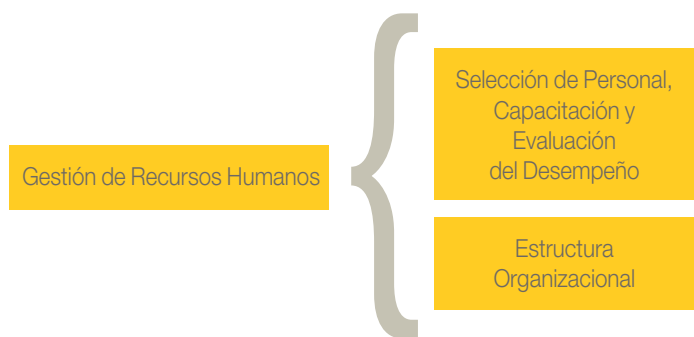 Gestión de Recursos Humanos
Selección de Personal,
Capacitación y
Evaluación
del Desempeño
Estructura
Organizacional